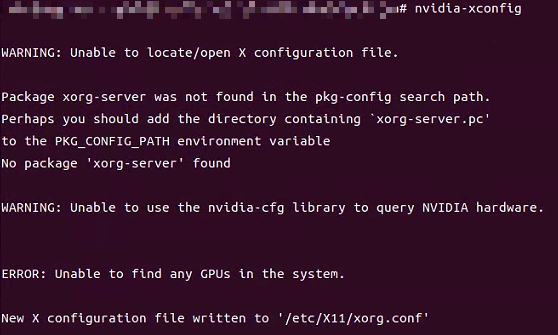 # nvidia-xconfig
WARNING: Unable to locate/open X configuration file.
Package xorg-server was not found in the pkg-config search path.
Perhaps you should add the directory containing `xorg-server.pc'
to the PKG_CONFIG_PATH environment variable
No package 'xorg-server' found
WARNING: Unable to use the nvidia-cfg library to query NVIDIA hardware.
ERROR: Unable to find any GPUs in the system.
New X configuration file written to '/etc/X11/xorg.conf'